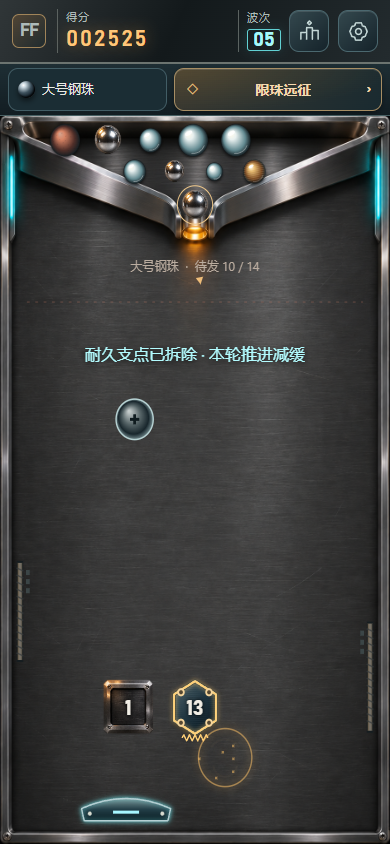 FF
得分
002525
波次
05
大号钢珠
限珠远征
大号钢珠 · 待发 10 / 14
耐久支点已拆除 · 本轮推进减缓
1
13